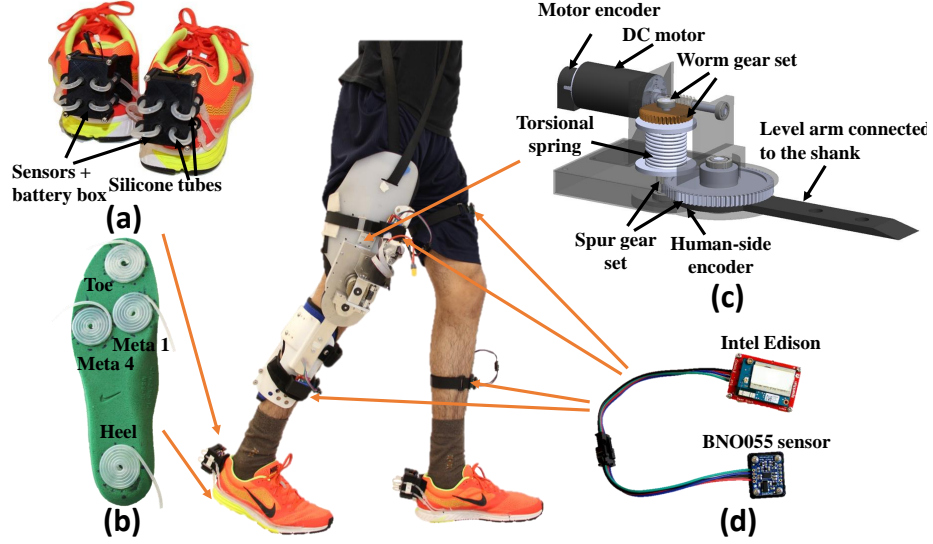 Sensors +
battery box
Silicone tubes
(a)
Toe
Meta 1
Meta 4
Heel
(b)
Motor encoder
DC motor
Worm gear set
Torsional
spring
Level arm connected
to the shank
Spur gear
set
Human-side
encoder
(c)
Intel Edison
BNO055 sensor
(d)